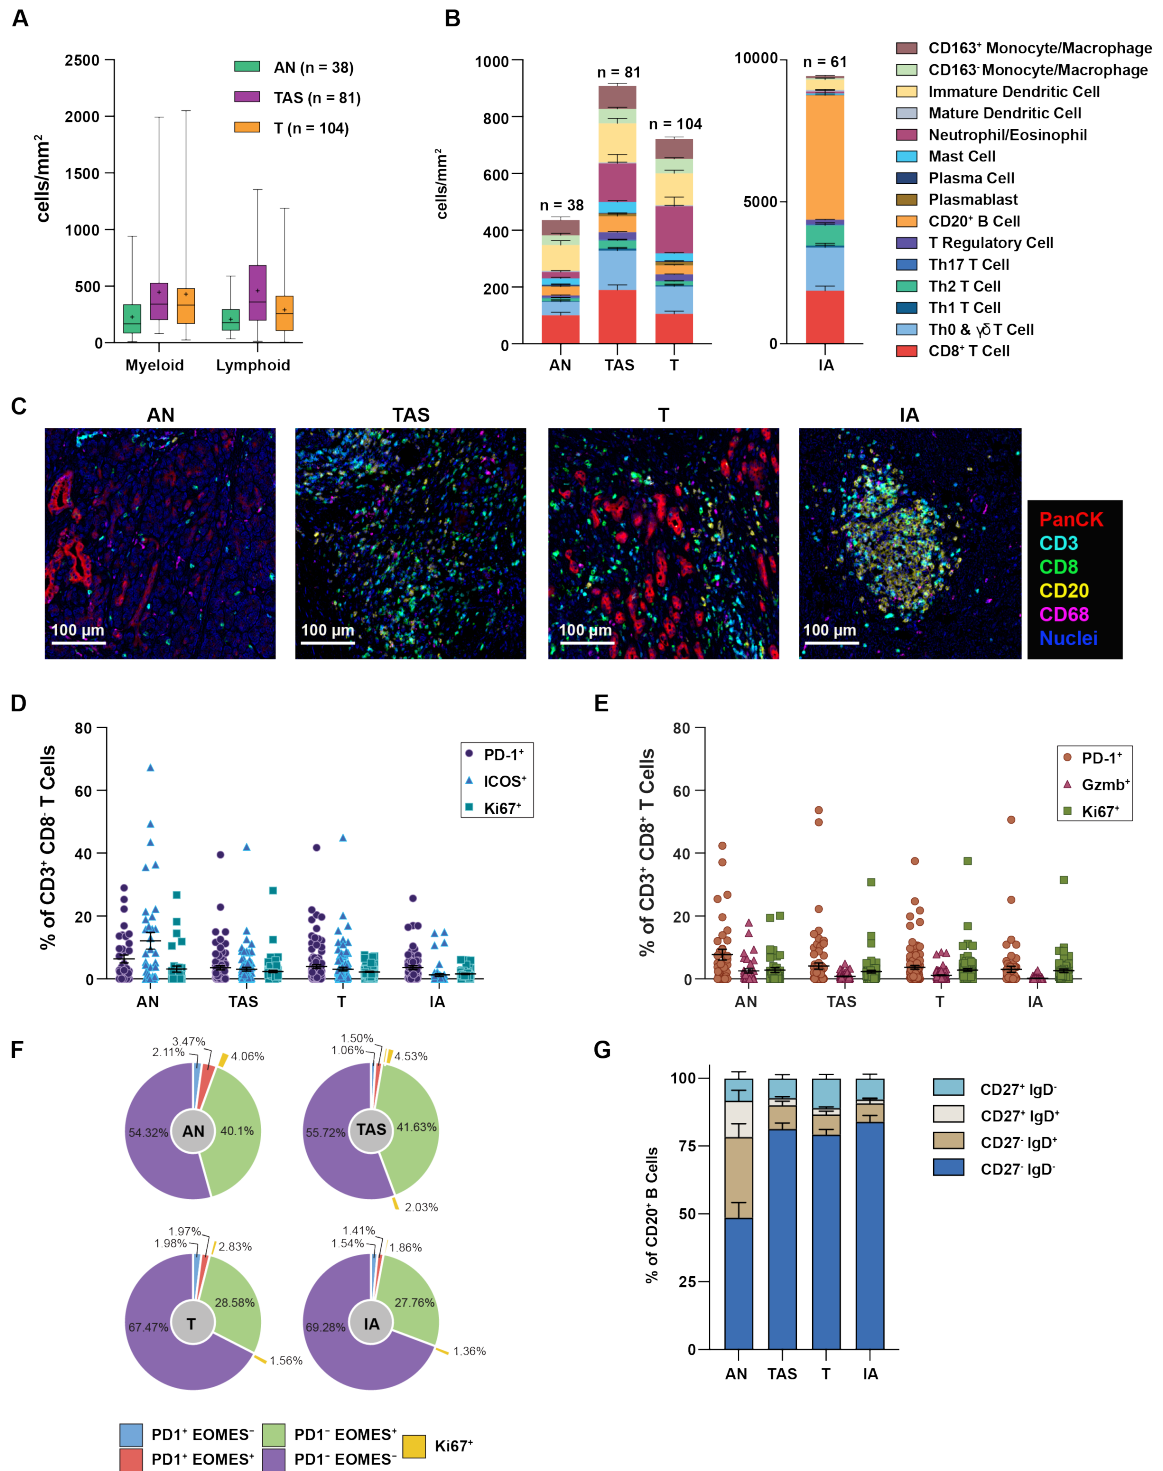 A
cells/mm²
2500
2000
1500
1000
500
0
AN (n = 38)
TAS (n = 81)
T (n = 104)
Myeloid
Lymphoid
B
cells/mm²
1000
800
600
400
200
0
n = 38
n = 81
n = 104
AN
TAS
T
10000
5000
0
n = 61
IA
CD163⁺ Monocyte/Macrophage
CD163⁻ Monocyte/Macrophage
Immature Dendritic Cell
Mature Dendritic Cell
Neutrophil/Eosinophil
Mast Cell
Plasma Cell
Plasmablast
CD20⁺ B Cell
T Regulatory Cell
Th17 T Cell
Th2 T Cell
Th1 T Cell
Th0 & γδ T Cell
CD8⁺ T Cell
C
AN
TAS
T
IA
100 µm
100 µm
100 µm
100 µm
PanCK
CD3
CD8
CD20
CD68
Nuclei
D
% of CD3⁺ CD8⁻ T Cells
80
60
40
20
0
PD-1⁺
ICOS⁺
Ki67⁺
AN
TAS
T
IA
E
% of CD3⁺ CD8⁺ T Cells
80
60
40
20
0
PD-1⁺
Gzmb⁺
Ki67⁺
AN
TAS
T
IA
F
3.47%
2.11%
4.06%
54.32%
AN
40.1%
1.50%
1.06%
4.53%
55.72%
TAS
41.63%
2.03%
1.97%
1.98%
2.83%
28.58%
67.47%
T
1.56%
1.41%
1.54%
1.86%
27.76%
69.28%
IA
1.36%
PD1⁺ EOMES⁻
PD1⁻ EOMES⁺
PD1⁺ EOMES⁺
PD1⁻ EOMES⁻
Ki67⁺
G
% of CD20⁺ B Cells
100
75
50
25
0
AN
TAS
T
IA
CD27⁺ IgD⁻
CD27⁺ IgD⁺
CD27⁻ IgD⁺
CD27⁻ IgD⁻